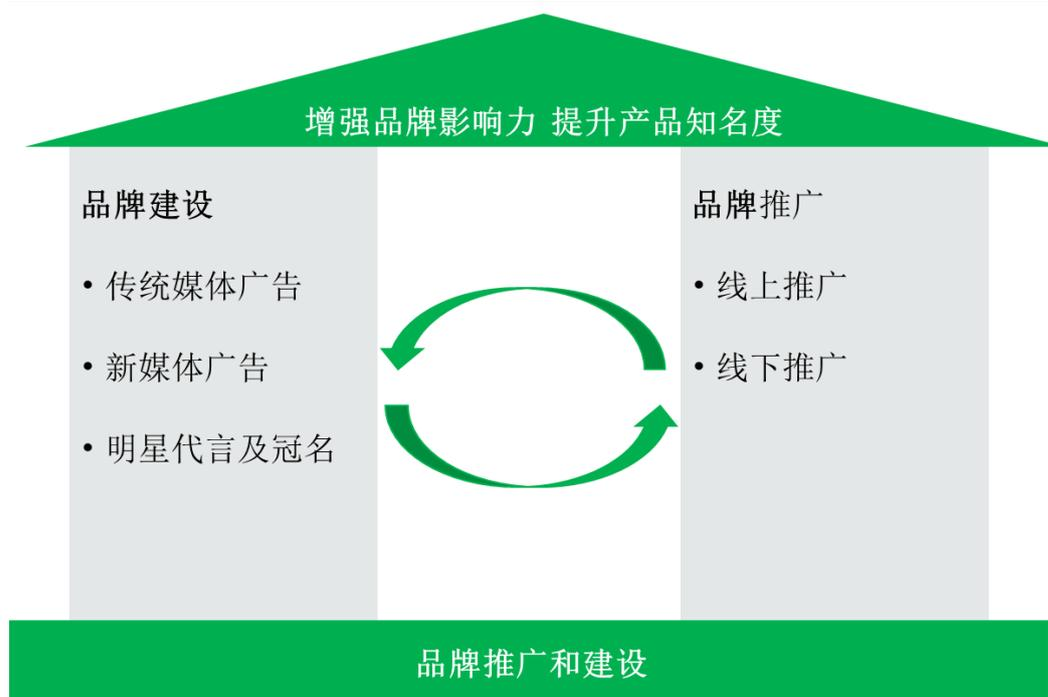 增强品牌影响力 提升产品知名度
品牌建设
• 传统媒体广告
• 新媒体广告
• 明星代言及冠名
品牌推广
• 线上推广
• 线下推广
品牌推广和建设